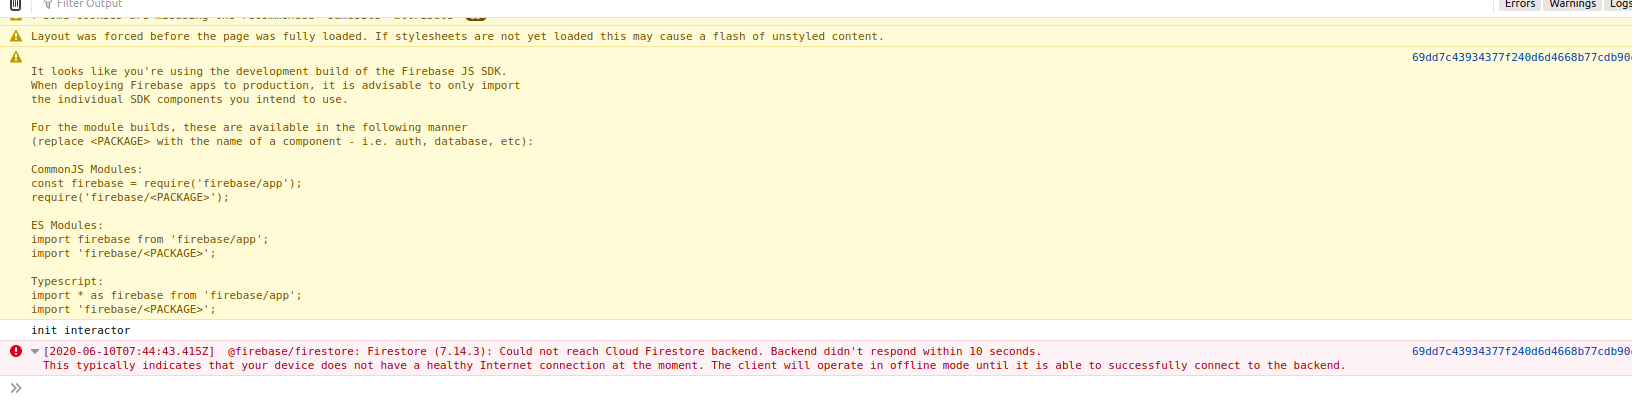 Filter Output
Errors Warnings Logs
Layout was forced before the page was fully loaded. If stylesheets are not yet loaded this may cause a flash of unstyled content.
69dd7c43934377f240d6d4668b77cdb90
It looks like you're using the development build of the Firebase JS SDK.
When deploying Firebase apps to production, it is advisable to only import
the individual SDK components you intend to use.
For the module builds, these are available in the following manner
(replace <PACKAGE> with the name of a component - i.e. auth, database, etc):
CommonJS Modules:
const firebase = require('firebase/app');
require('firebase/<PACKAGE>');
ES Modules:
import firebase from 'firebase/app';
import 'firebase/<PACKAGE>';
Typescript:
import * as firebase from 'firebase/app';
import 'firebase/<PACKAGE>';
init interactor
[2020-06-10T07:44:43.415Z]  @firebase/firestore: Firestore (7.14.3): Could not reach Cloud Firestore backend. Backend didn't respond within 10 seconds. 69dd7c43934377f240d6d4668b77cdb90
This typically indicates that your device does not have a healthy Internet connection at the moment. The client will operate in offline mode until it is able to successfully connect to the backend.